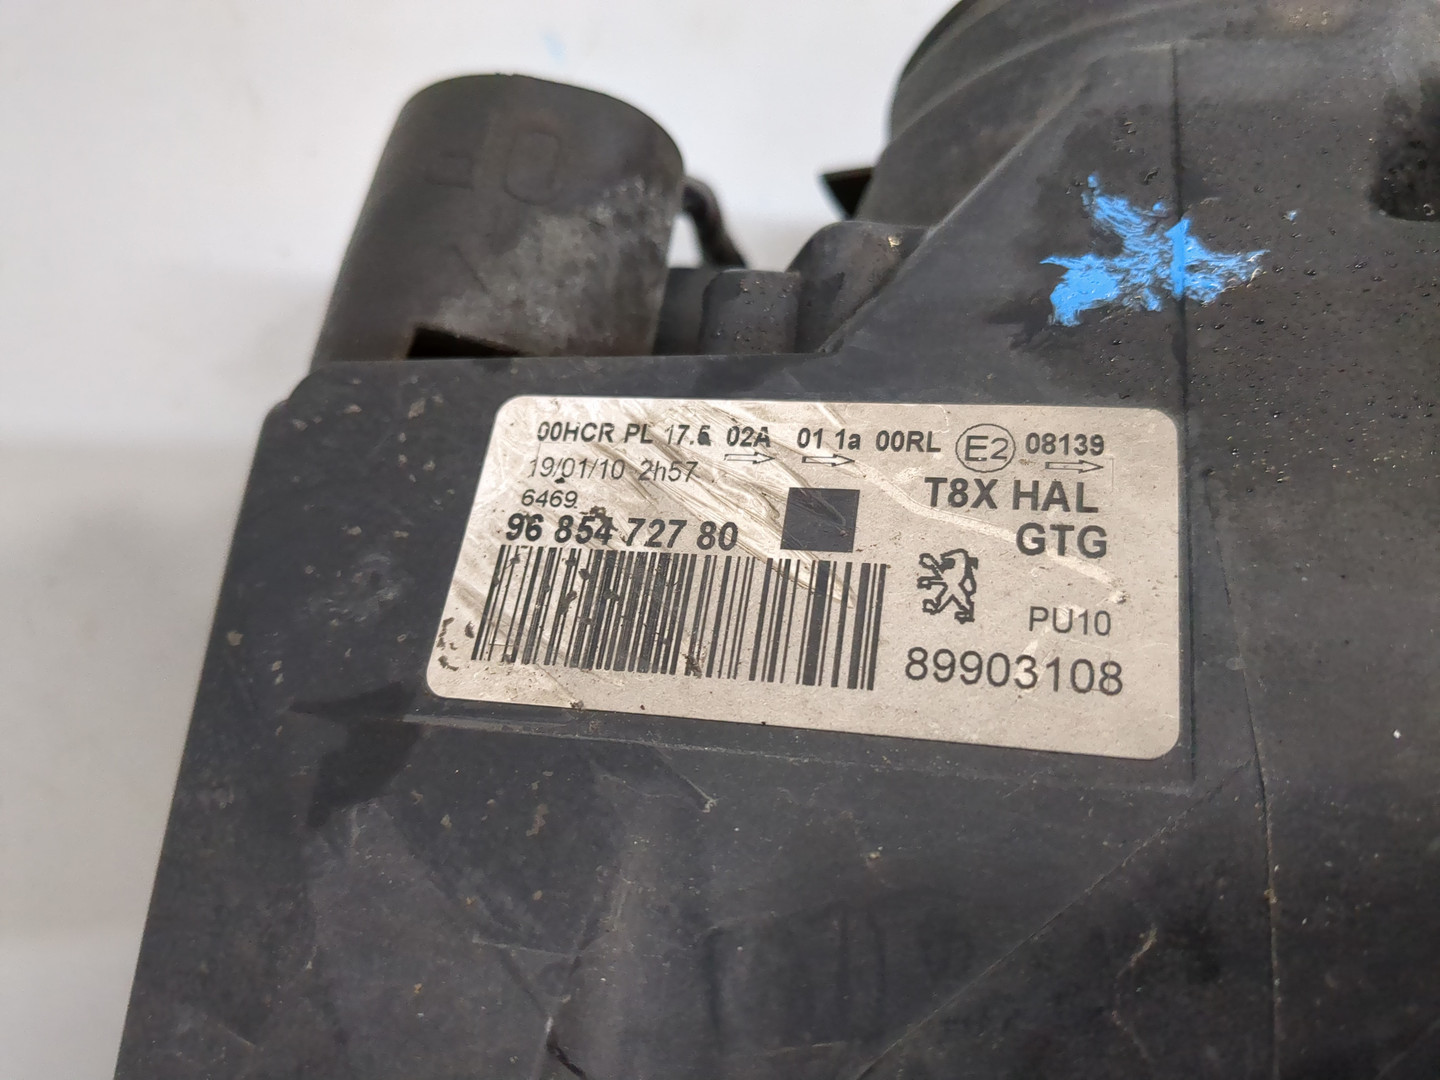 00HCR PL 17.5 02A 01 1a 00RL E2 08139
19/01/10 2h57
T8X HAL
6469
96 854 727 80
GTG
PU10
89903108